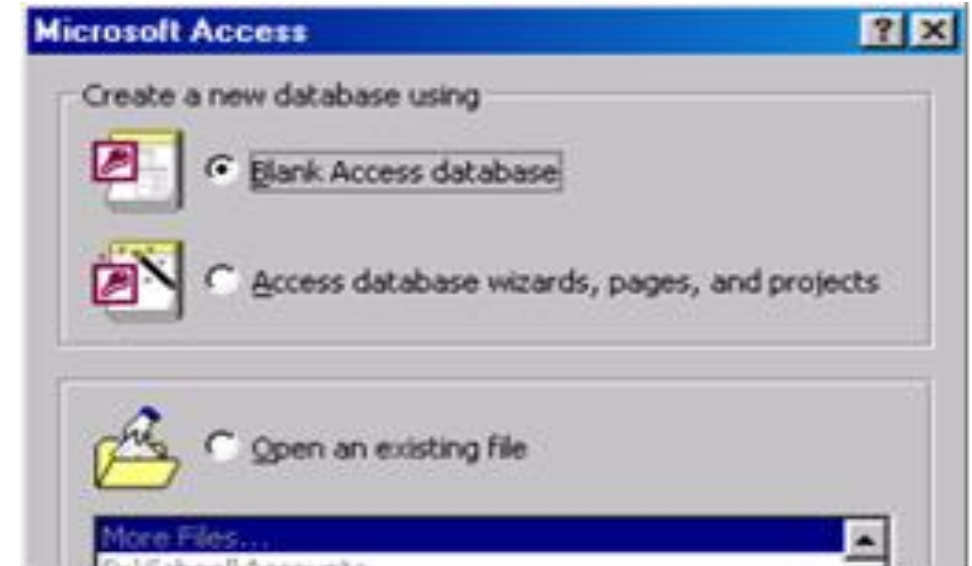 Microsoft Access
Create a new database using
Blank Access database
Access database wizards, pages, and projects
Open an existing file
More Files...